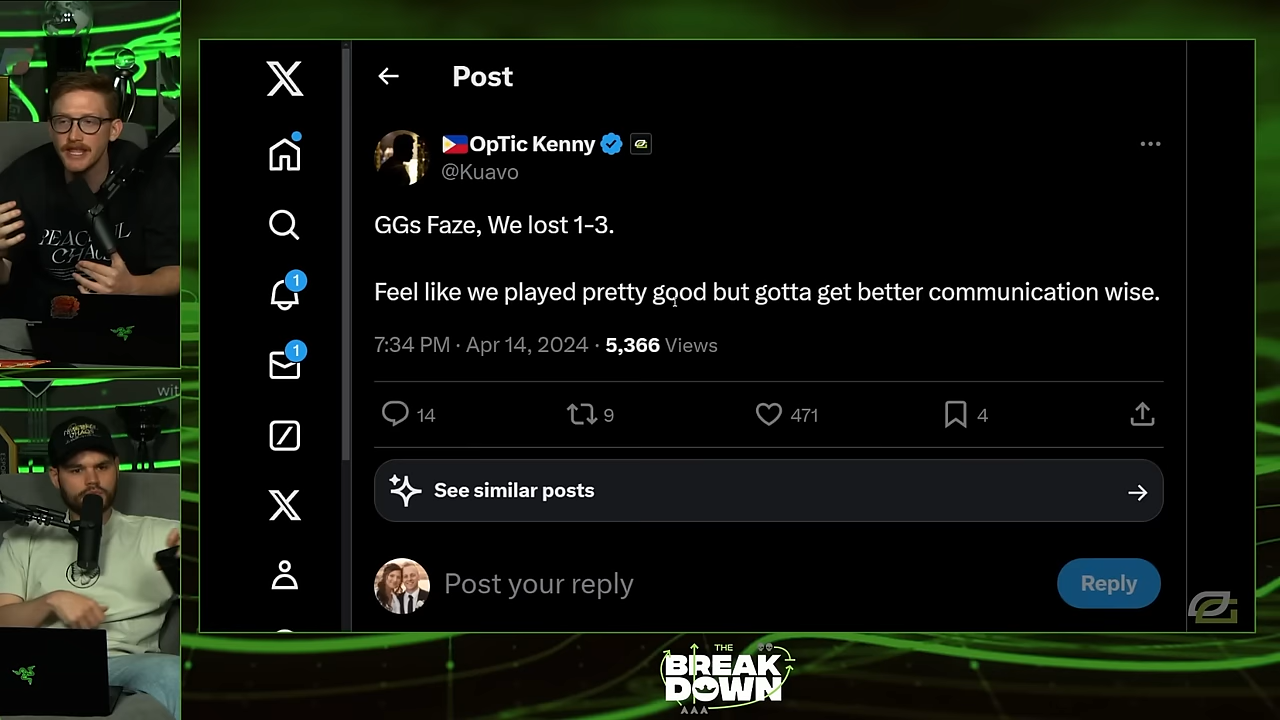 Post
OpTic Kenny
@Kuavo
GGs Faze, We lost 1-3.
Feel like we played pretty good but gotta get better communication wise.
7:34 PM · Apr 14, 2024 · 5,366 Views
14 9 471 4
See similar posts
Post your reply
Reply
1
1
wit
THE
BREAK
DOWN